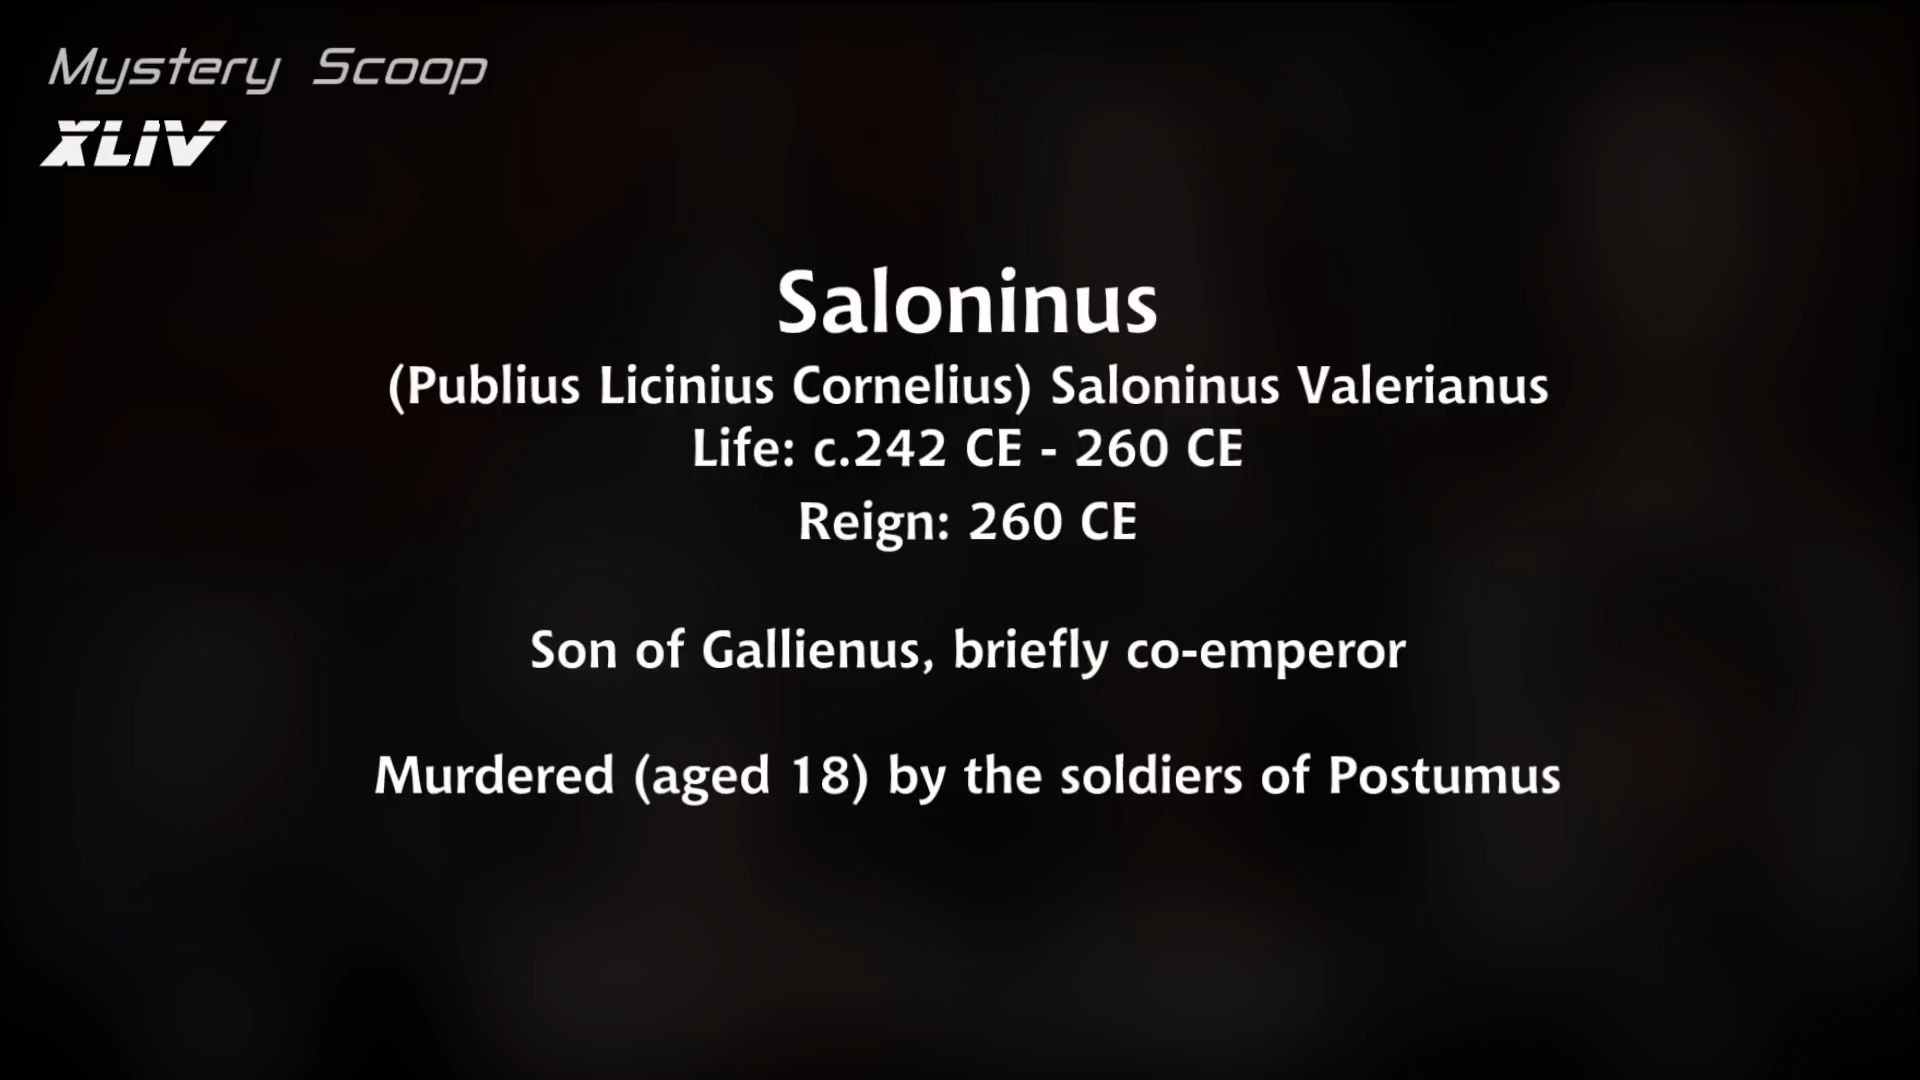 Mystery Scoop
XLIV
Saloninus
(Publius Licinius Cornelius) Saloninus Valerianus
Life: c.242 CE - 260 CE
Reign: 260 CE
Son of Gallienus, briefly co-emperor
Murdered (aged 18) by the soldiers of Postumus